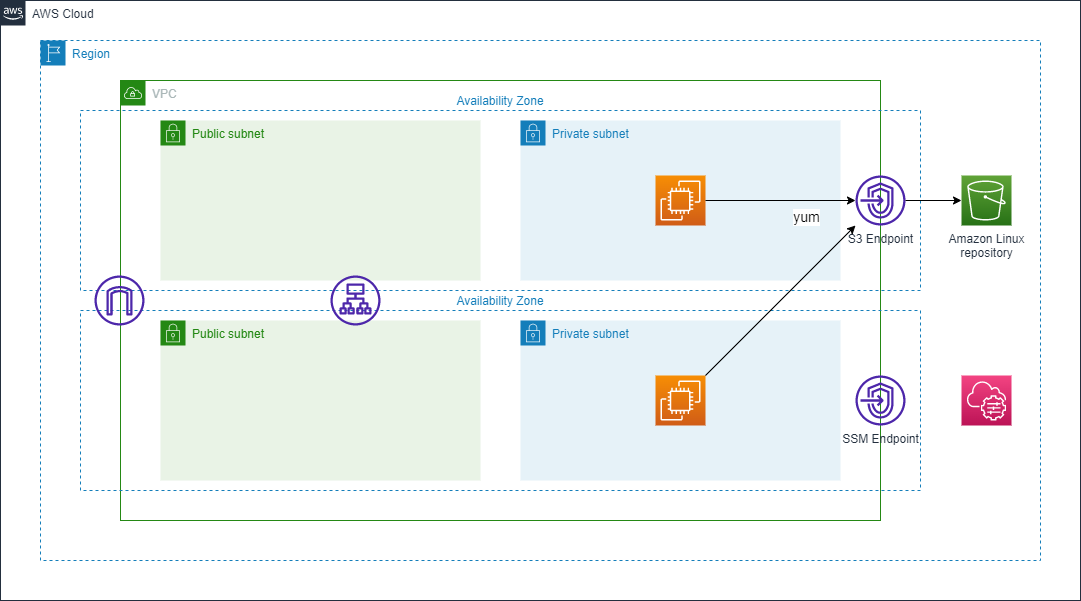 aws
AWS Cloud
Region
VPC
Availability Zone
Public subnet
Private subnet
yum
S3 Endpoint
Amazon Linux
repository
Availability Zone
Public subnet
Private subnet
SSM Endpoint